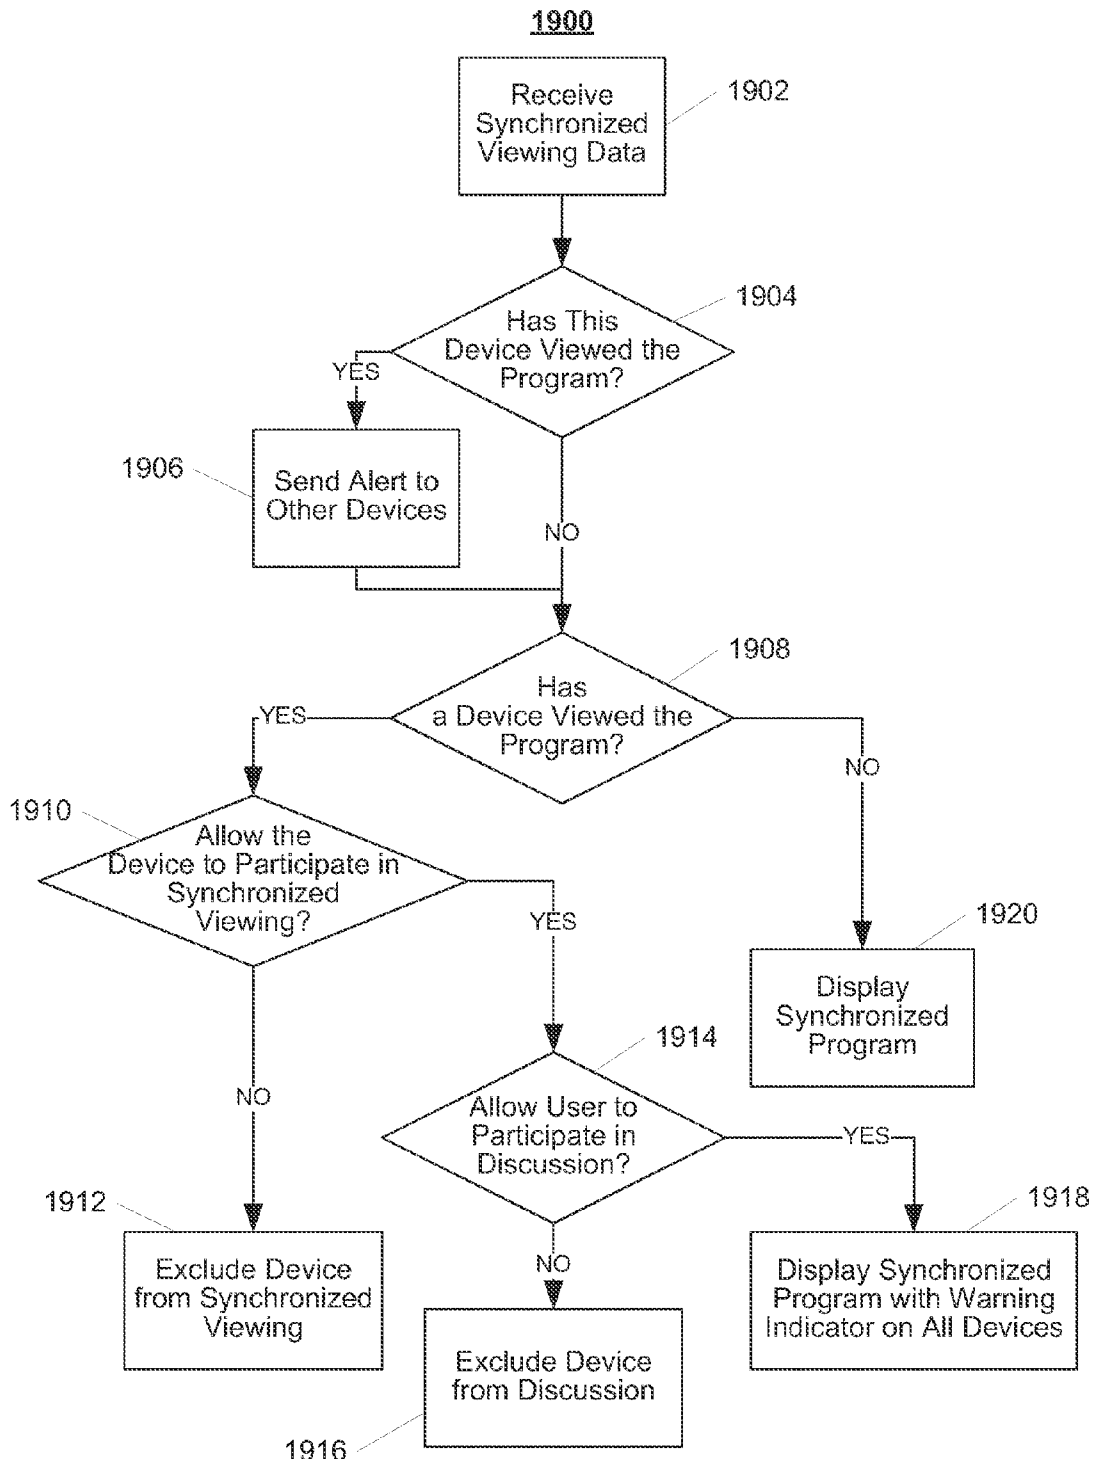 1900
1902
Receive
Synchronized
Viewing Data
1904
Has This
Device Viewed the
Program?
YES
1906
Send Alert to
Other Devices
NO
1908
Has
a Device Viewed the
Program?
YES
NO
1910
Allow the
Device to Participate in
Synchronized
Viewing?
YES
1920
Display
Synchronized
Program
1914
Allow User to
Participate in
Discussion?
NO
YES
1912
Exclude Device
from Synchronized
Viewing
NO
1918
Display Synchronized
Program with Warning
Indicator on All Devices
Exclude Device
from Discussion
1916